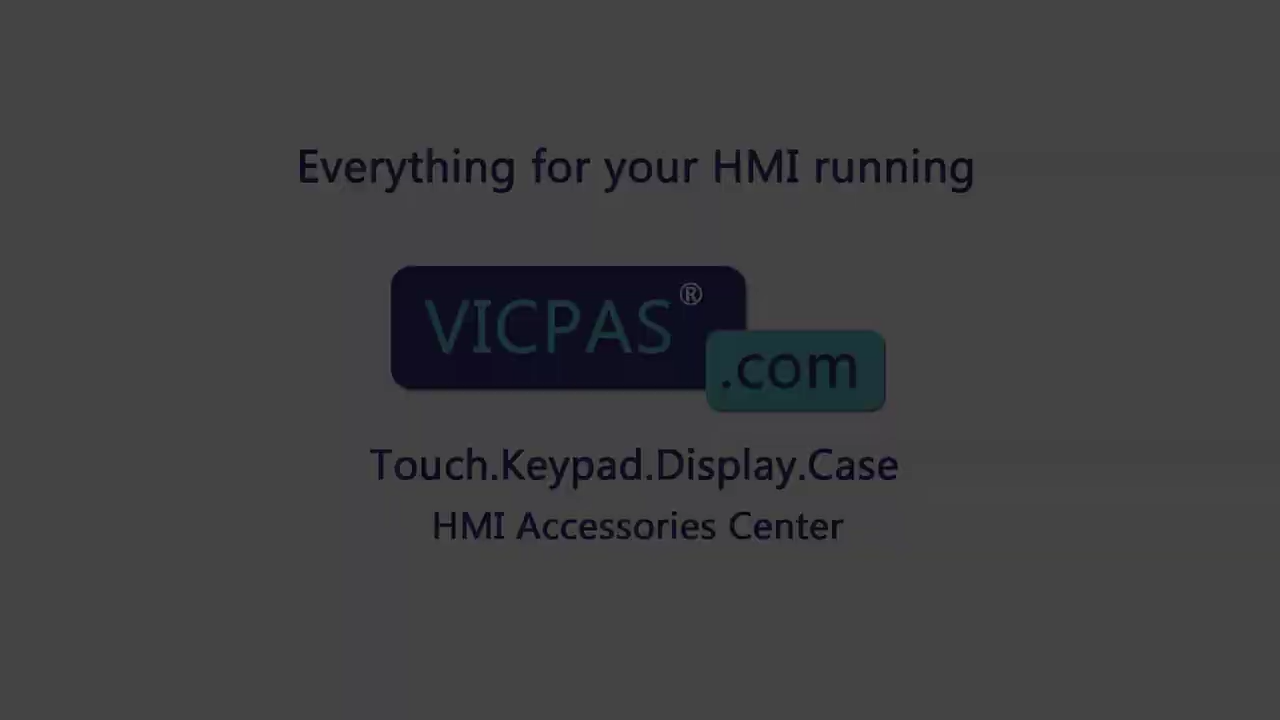 Everything for your HMI running
VICPAS®
.com
Touch.Keypad.Display.Case
HMI Accessories Center